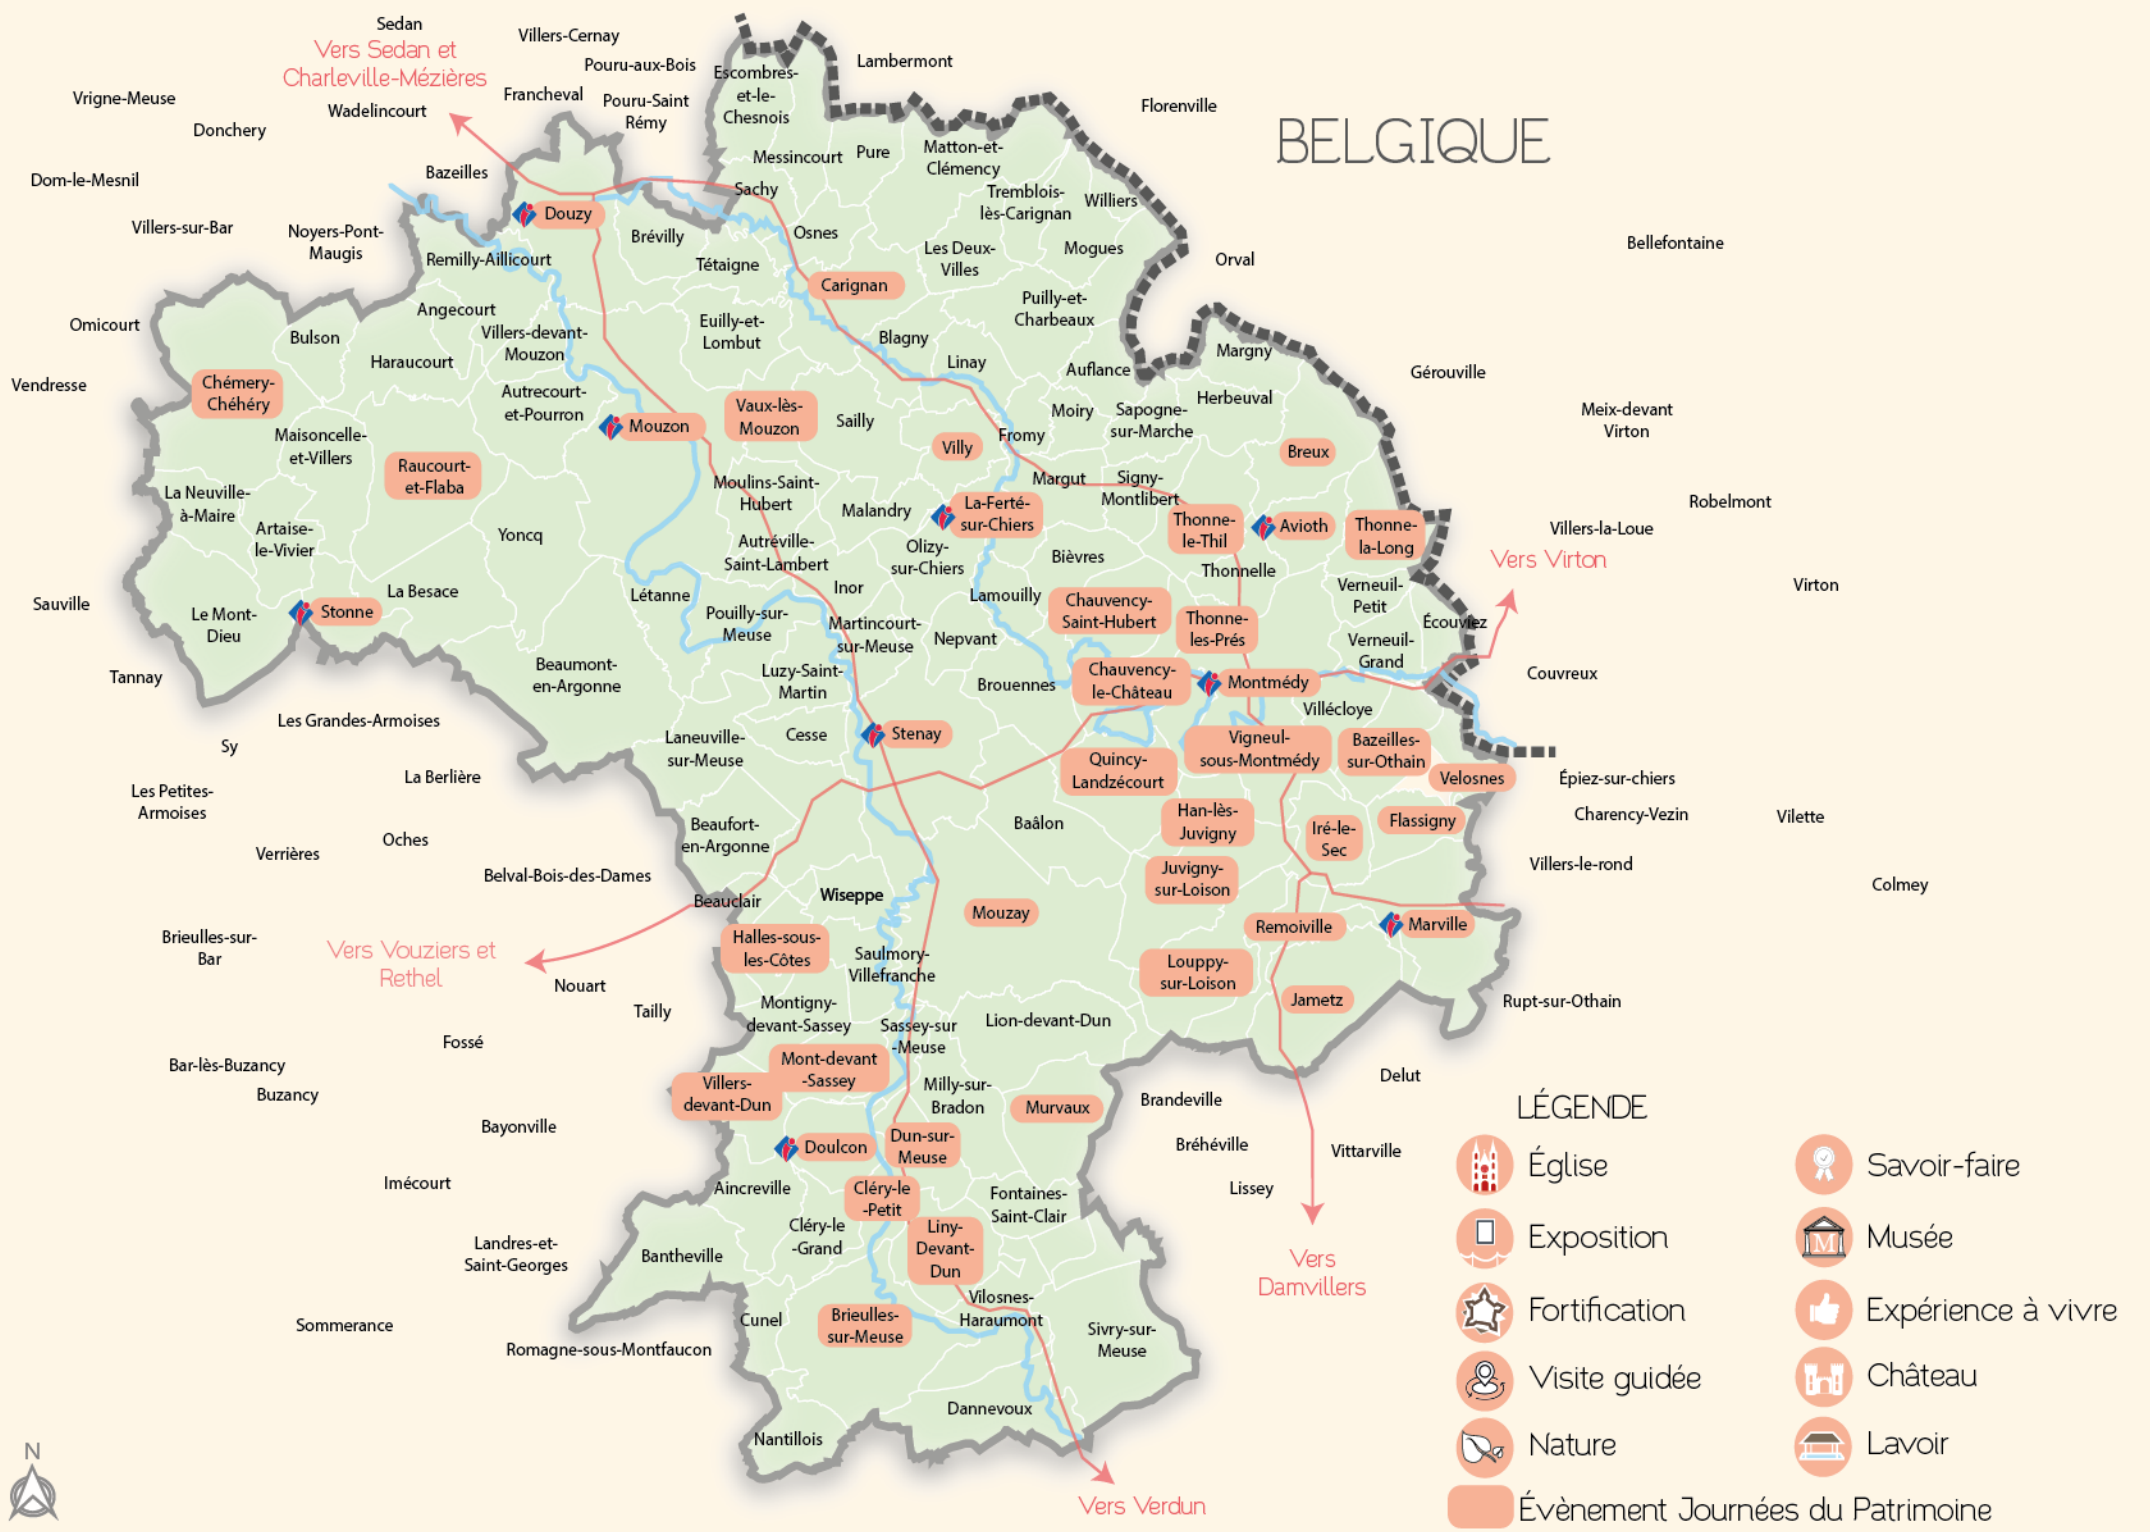 Sedan
Vers Sedan et
Charleville-Mézières
Villers-Cernay
Pouru-aux-Bois
Escombres-
et-le-
Chesnois
Lambermont
Vrigne-Meuse
Wadelincourt
Francheval
Pouru-Saint
Rémy
Florenville
BELGIQUE
Donchery
Messincourt
Pure
Matton-et-
Clémency
Dom-le-Mesnil
Bazeilles
Sachy
Tremblois-
lès-Carignan
Williers
Villers-sur-Bar
Noyers-Pont-
Maugis
Douzy
Brévilly
Osnes
Les Deux-
Villes
Mogues
Orval
Bellefontaine
Remilly-Aillicourt
Tétaigne
Carignan
Puilly-et-
Charbeaux
Omicourt
Bulson
Angecourt
Villers-devant-
Mouzon
Euilly-et-
Lombut
Blagny
Linay
Auflance
Margny
Gérouville
Vendresse
Chémery-
Chéhéry
Haraucourt
Autrecourt-
et-Pourron
Vaux-lès-
Mouzon
Sailly
Moiry
Sapogne-
sur-Marche
Herbeuval
Meix-devant
Virton
Maisoncelle-
et-Villers
Mouzon
Villy
Fromy
Breux
Raucourt-
et-Flaba
Moulins-Saint-
Hubert
Margut
Signy-
Montlibert
La Neuville-
à-Maire
Artaise-
le-Vivier
Yoncq
Malandry
La-Ferté-
sur-Chiers
Thonne-
le-Thil
Avioth
Thonne-
la-Long
Robelmont
Villers-la-Loue
Vers Virton
Autréville-
Saint-Lambert
Olizy-
sur-Chiers
Bièvres
Thonnelle
Verneuil-
Petit
Virton
Sauville
Le Mont-
Dieu
Stonne
La Besace
Létanne
Inor
Lamouilly
Chauvency-
Saint-Hubert
Écouviez
Pouilly-sur-
Meuse
Martincourt-
sur-Meuse
Nepvant
Thonne-
les-Prés
Verneuil-
Grand
Tannay
Beaumont-
en-Argonne
Luzy-Saint-
Martin
Brouennes
Chauvency-
le-Château
Montmédy
Couvreux
Villécloye
Les Grandes-Armoises
Sy
Laneuville-
sur-Meuse
Cesse
Stenay
Vigneul-
sous-Montmédy
Bazeilles-
sur-Othain
La Berlière
Quincy-
Landzécourt
Velosnes
Épiez-sur-chiers
Les Petites-
Armoises
Beaufort-
en-Argonne
Baâlon
Han-lès-
Juvigny
Iré-le-
Sec
Flassigny
Charency-Vezin
Vilette
Verrières
Oches
Belval-Bois-des-Dames
Juvigny-
sur-Loison
Villers-le-rond
Colmey
Beauclair
Wiseppe
Mouzay
Remoiville
Marville
Brieulles-sur-
Bar
Vers Vouziers et
Rethel
Halles-sous-
les-Côtes
Saulmory-
Villefranche
Louppy-
sur-Loison
Nouart
Tailly
Montigny-
devant-Sassey
Sassey-sur
-Meuse
Lion-devant-Dun
Jametz
Rupt-sur-Othain
Fossé
Bar-lès-Buzancy
Buzancy
Mont-devant
-Sassey
Villers-
devant-Dun
Milly-sur-
Bradon
Murvaux
Brandeville
Delut
Bayonville
Doulcon
Dun-sur-
Meuse
Bréhéville
Vittarville
Imécourt
Aincreville
Cléry-le
-Petit
Fontaines-
Saint-Clair
Lissey
Landres-et-
Saint-Georges
Bantheville
Cléry-le
-Grand
Liny-
Devant-
Dun
Vers
Damvillers
Sommerance
Romagne-sous-Montfaucon
Cunel
Brieulles-
sur-Meuse
Vilosnes-
Haraumont
Sivry-sur-
Meuse
Dannevoux
Nantillois
Vers Verdun
N
LÉGENDE
Église
Savoir-faire
Exposition
M
Musée
Fortification
Expérience à vivre
Visite guidée
Château
Nature
Lavoir
Évènement Journées du Patrimoine